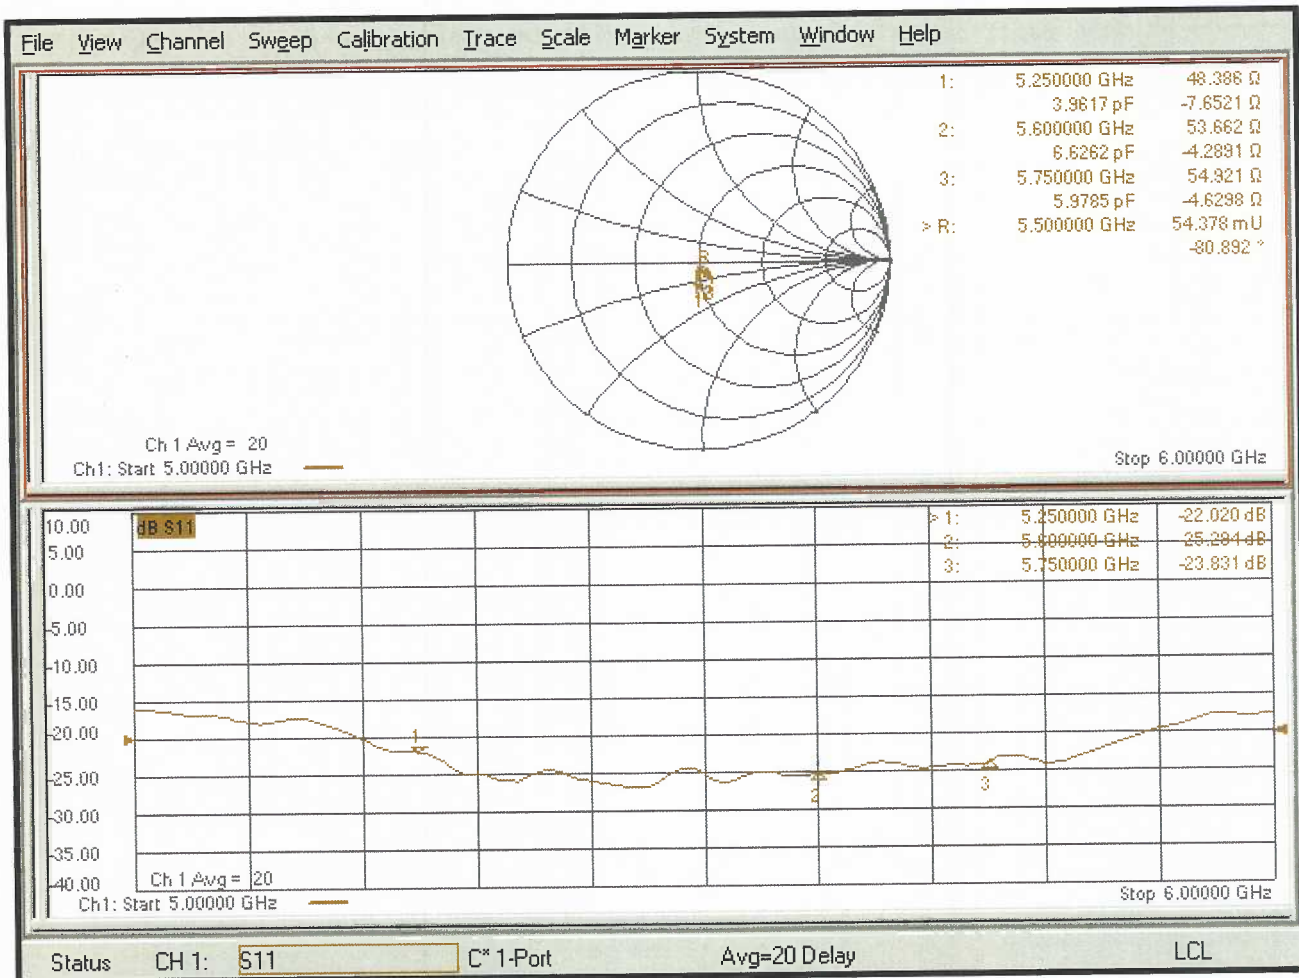 File View Channel Sweep Calibration Trace Scale Marker System Window Help
1: 5.250000 GHz 48.386 Ω
3.9617 pF -7.6521 Ω
2: 5.600000 GHz 53.662 Ω
6.6262 pF -4.2891 Ω
3: 5.750000 GHz 54.921 Ω
5.9785 pF -4.6298 Ω
> R: 5.500000 GHz 54.378 mU
-80.892 °
R
Ch 1 Avg = 20
Ch1: Start 5.00000 GHz
Stop 6.00000 GHz
10.00
dB S11
> 1: 5.250000 GHz -22.020 dB
5.00
2: 5.600000 GHz -25.284 dB
3: 5.750000 GHz -23.831 dB
0.00
-5.00
-10.00
-15.00
-20.00
1
-25.00
2
3
-30.00
-35.00
-40.00
Ch 1 Avg = 20
Ch1: Start 5.00000 GHz
Stop 6.00000 GHz
Status CH 1: S11 C* 1-Port Avg=20 Delay LCL